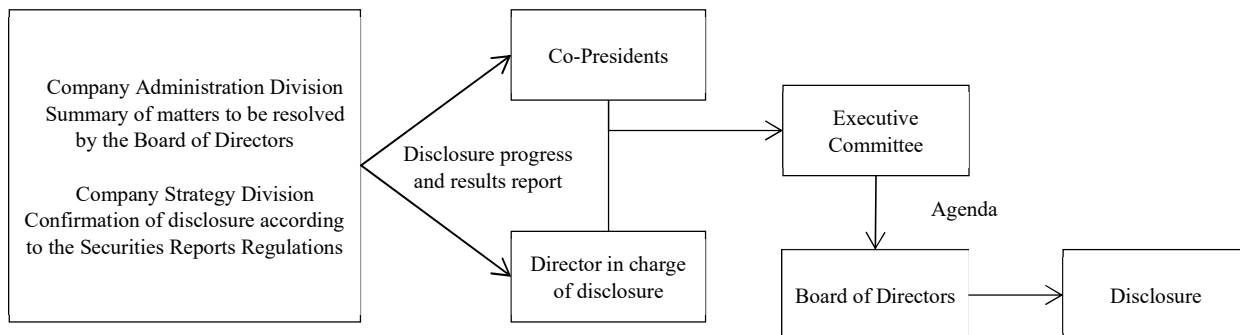 Company Administration Division
Summary of matters to be resolved
by the Board of Directors
Company Strategy Division
Confirmation of disclosure according
to the Securities Reports Regulations
Disclosure progress
and results report
Co-Presidents
Director in charge
of disclosure
Executive
Committee
Agenda
Board of Directors
Disclosure